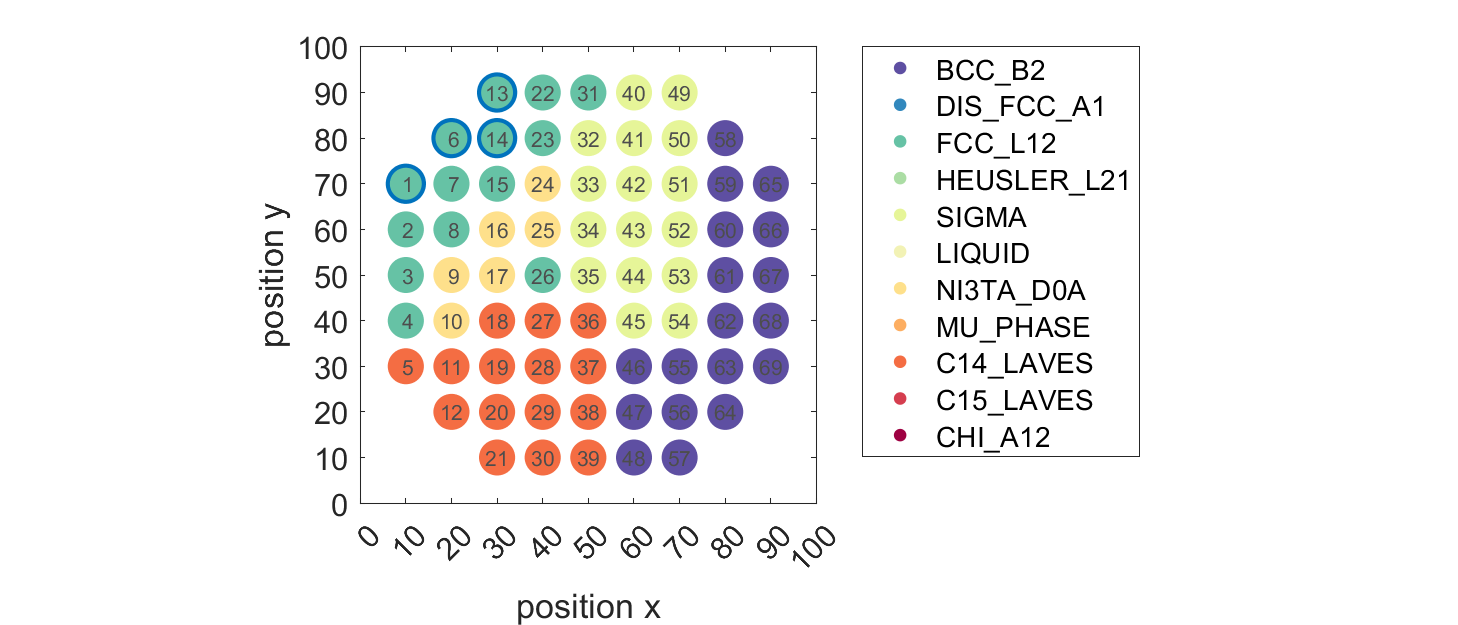 100
90
80
70
60
50
40
30
20
10
0
position y
13 22 31 40 49
6 14 23 32 41 50 58
1 7 15 24 33 42 51 59 65
2 8 16 25 34 43 52 60 66
3 9 17 26 35 44 53 61 67
4 10 18 27 36 45 54 62 68
5 11 19 28 37 46 55 63 69
12 20 29 38 47 56 64
21 30 39 48 57
0 10 20 30 40 50 60 70 80 90 100
position x
BCC_B2
DIS_FCC_A1
FCC_L12
HEUSLER_L21
SIGMA
LIQUID
NI3TA_D0A
MU_PHASE
C14_LAVES
C15_LAVES
CHI_A12